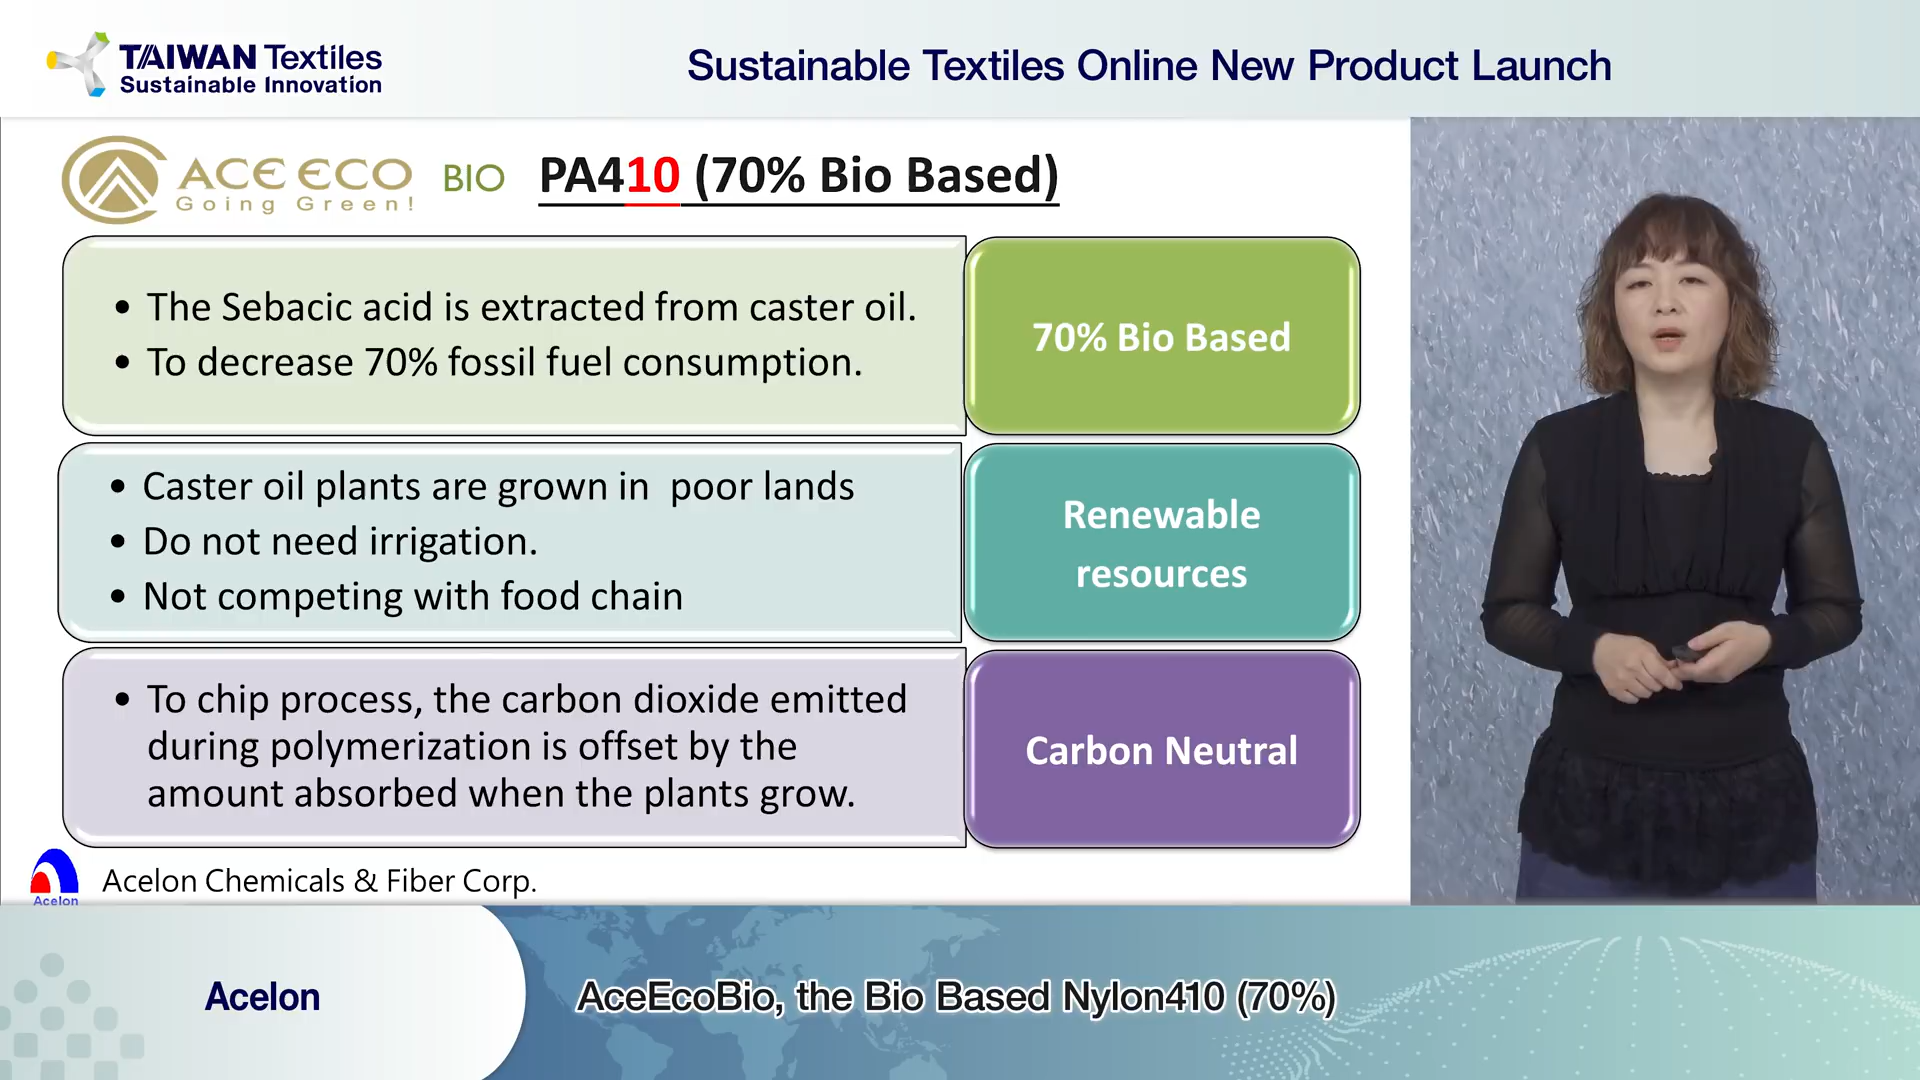 TAIWAN Textiles
Sustainable Innovation
Sustainable Textiles Online New Product Launch
ACE ECO
Going Green!
BIO
PA410 (70% Bio Based)
• The Sebacic acid is extracted from caster oil.
• To decrease 70% fossil fuel consumption.
70% Bio Based
• Caster oil plants are grown in poor lands
• Do not need irrigation.
• Not competing with food chain
Renewable
resources
• To chip process, the carbon dioxide emitted
during polymerization is offset by the
amount absorbed when the plants grow.
Carbon Neutral
Acelon
Acelon Chemicals & Fiber Corp.
Acelon
AceEcoBio, the Bio Based Nylon410 (70%)